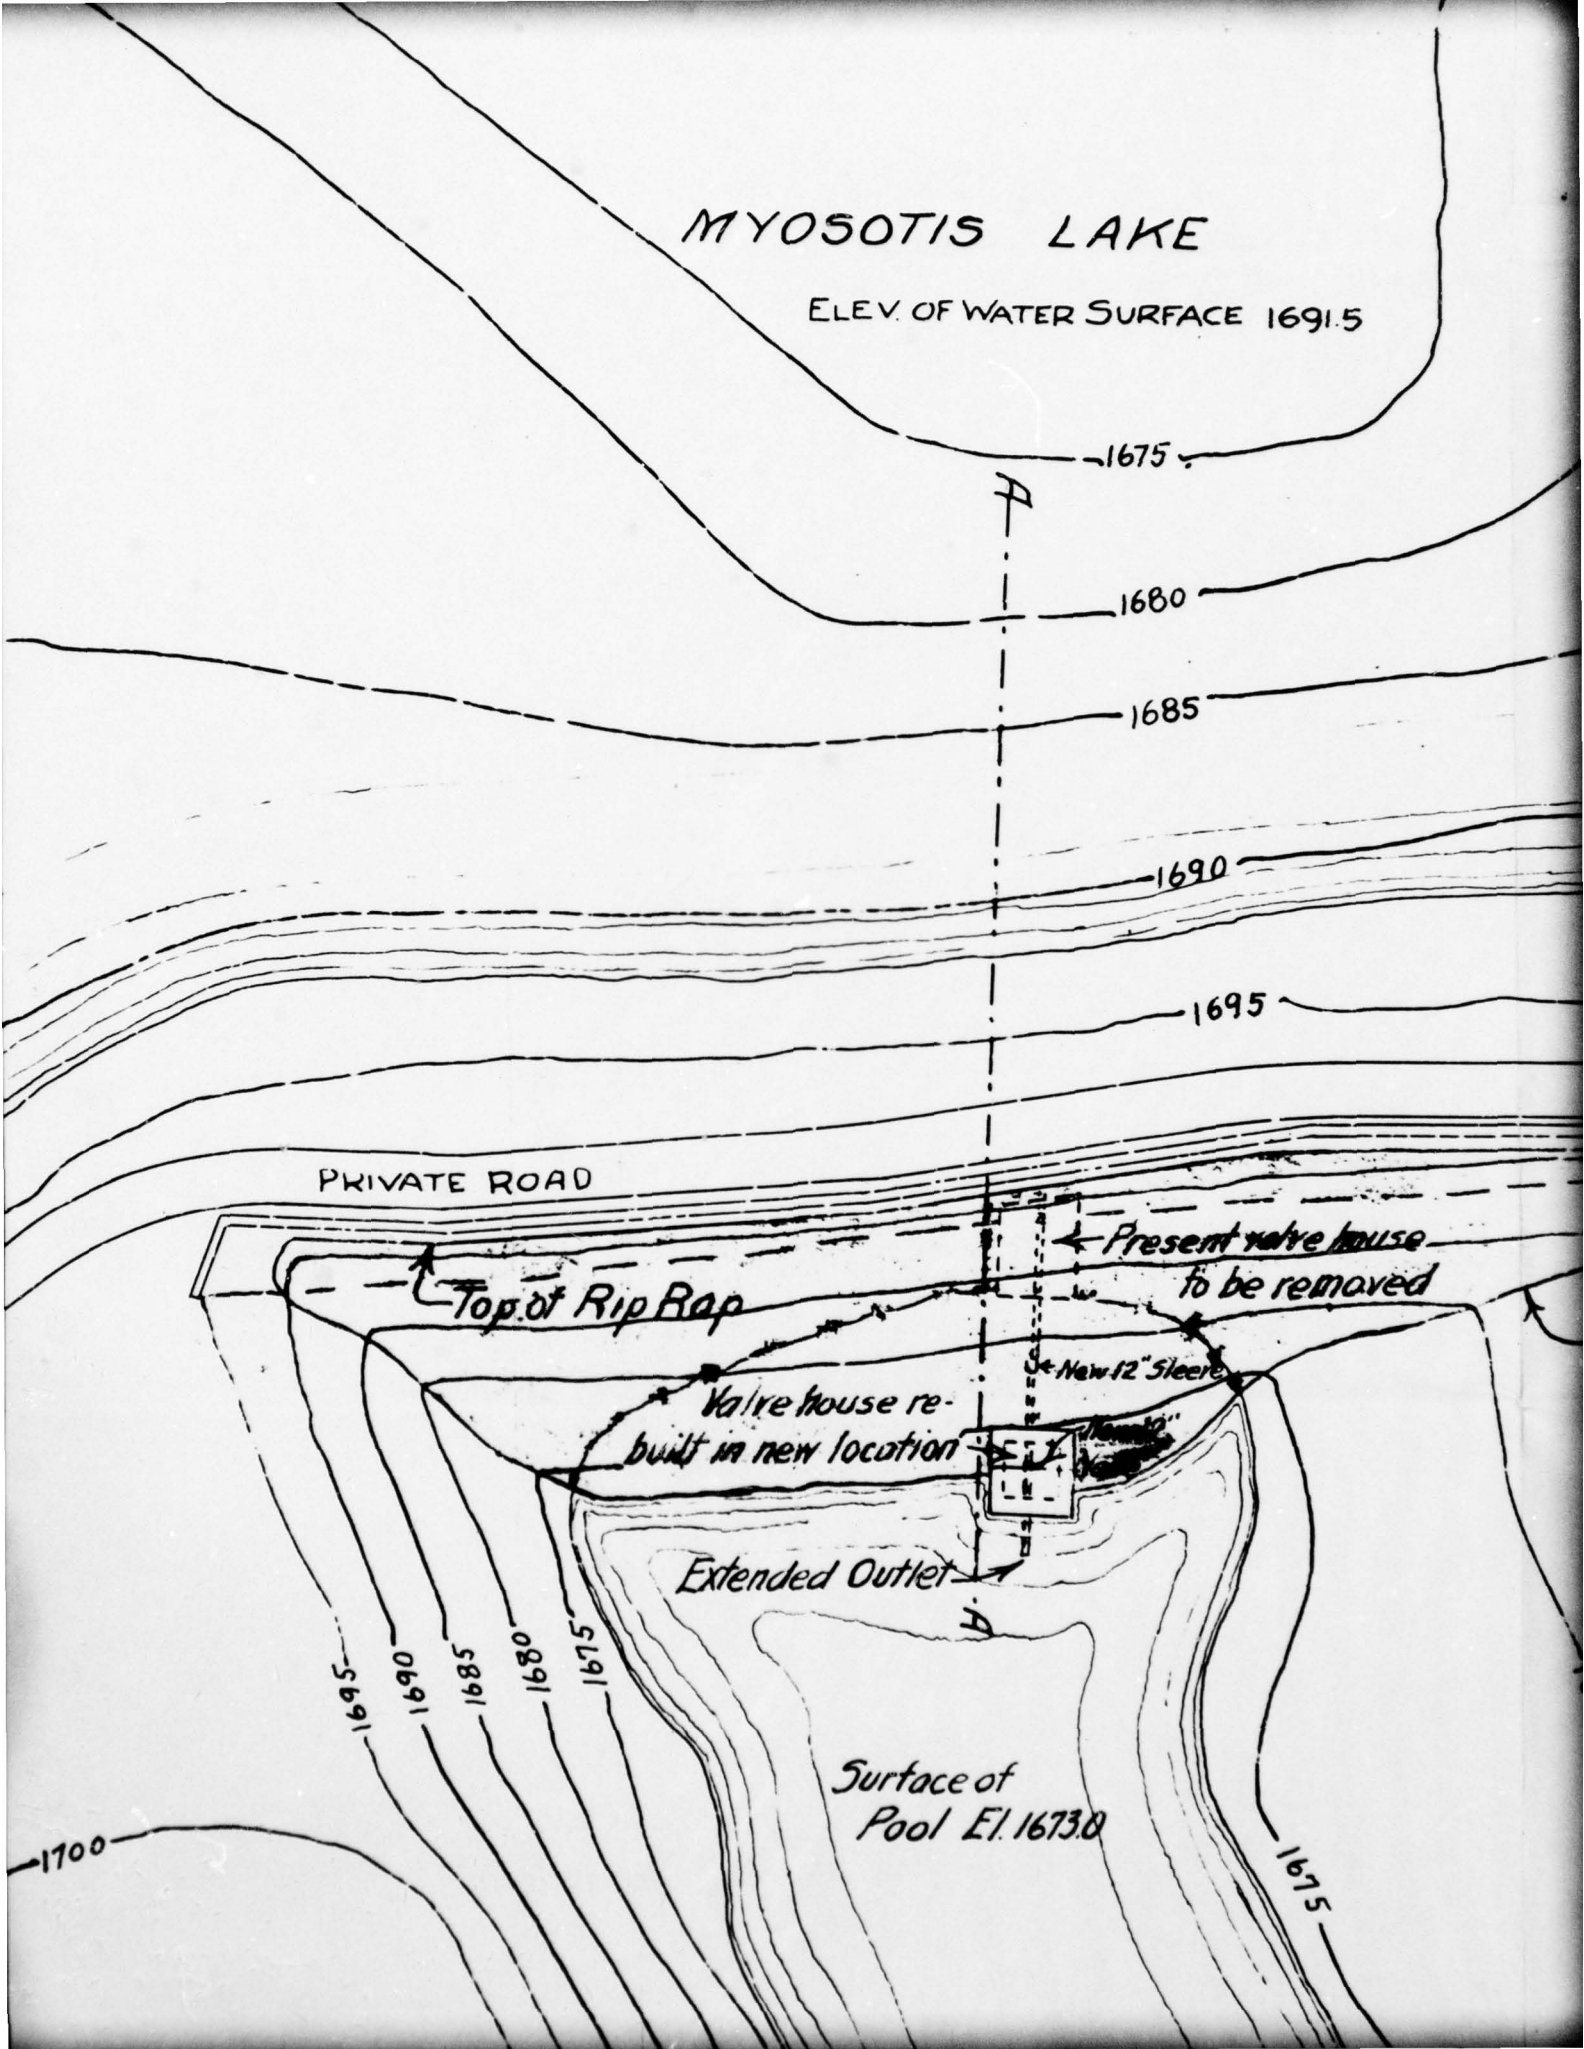 MYOSOTIS LAKE
ELEV. OF WATER SURFACE 1691.5
1675
A
1680
1685
1690
1695
PRIVATE ROAD
Present valve house
to be removed
Top of Rip Rap
New 12" Sleeve
Valve house re-
built in new location
Extended Outlet
A
1695
1690
1685
1680
1675
Surface of
Pool El. 1673.0
1700
1675